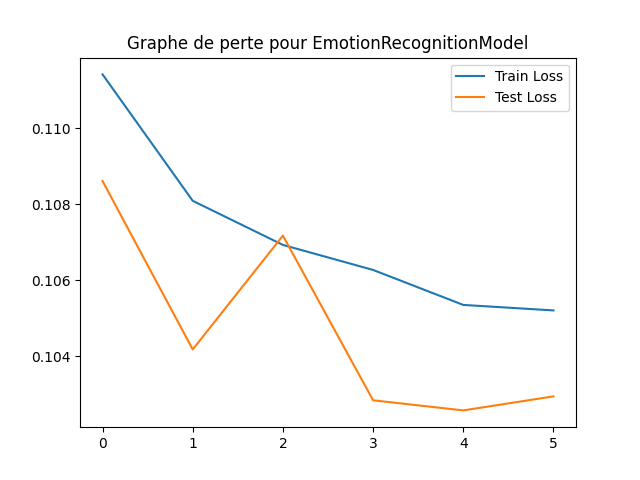 Graphe de perte pour EmotionRecognitionModel
Train Loss
Test Loss
0.110
0.108
0.106
0.104
0 1 2 3 4 5